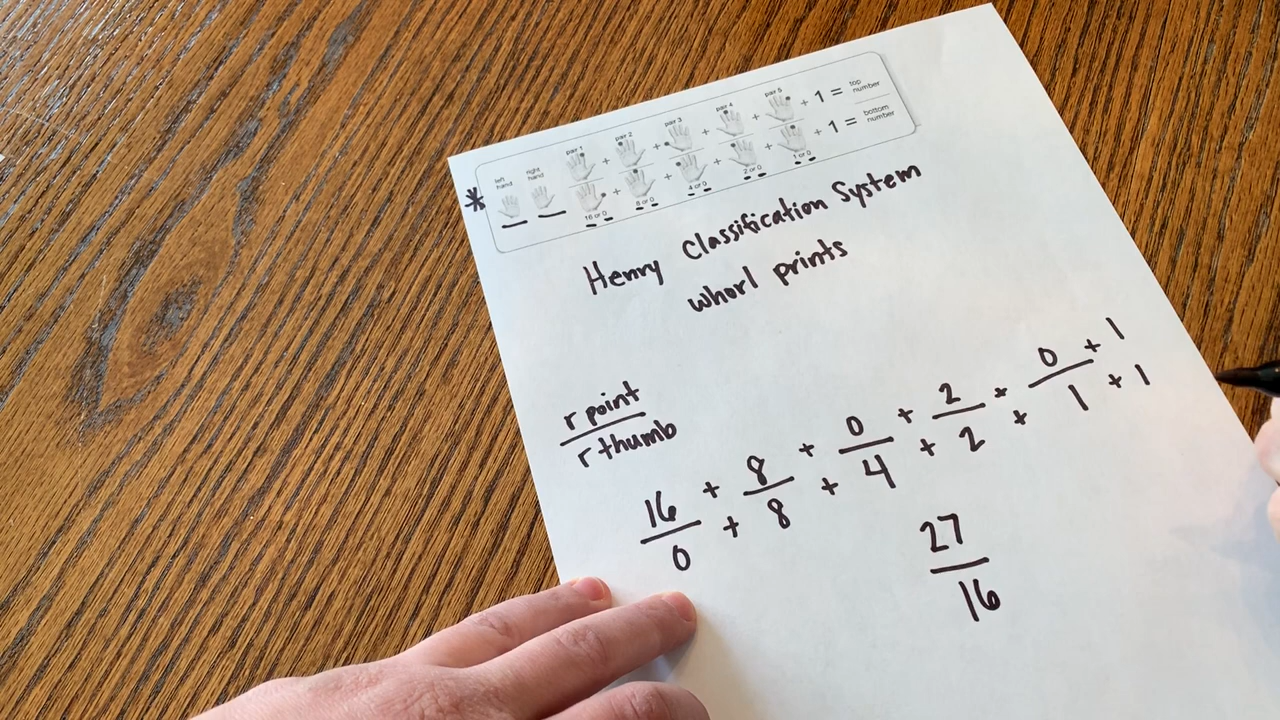 pair 1 pair 2 pair 3 pair 4 pair 5
left hand right hand + + + + + 1 = top number
+ + + + + 1 = bottom number
16 or 0 8 or 0 4 or 0 2 or 0 1 or 0
*
Henry Classification System
whorl prints
r point
r thumb
16 + 8 + 0 + 2 + 0 + 1
0 + 8 + 4 + 2 + 1 + 1
27
16